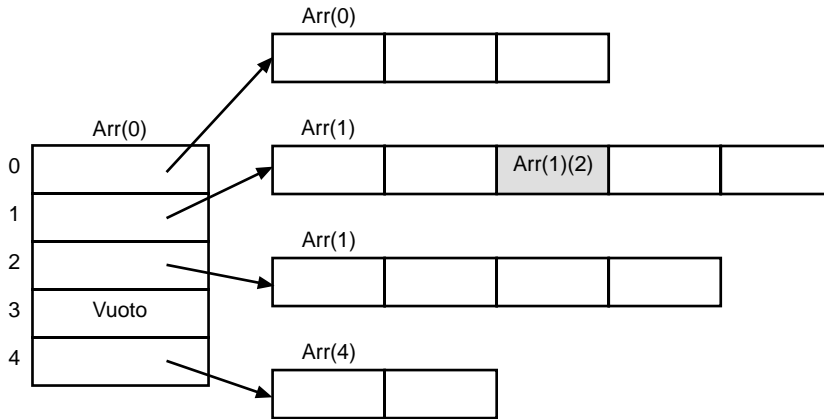 Arr(0)
Arr(0)
0
Arr(1)
Arr(1)(2)
1
Arr(1)
2
3 Vuoto
4
Arr(4)